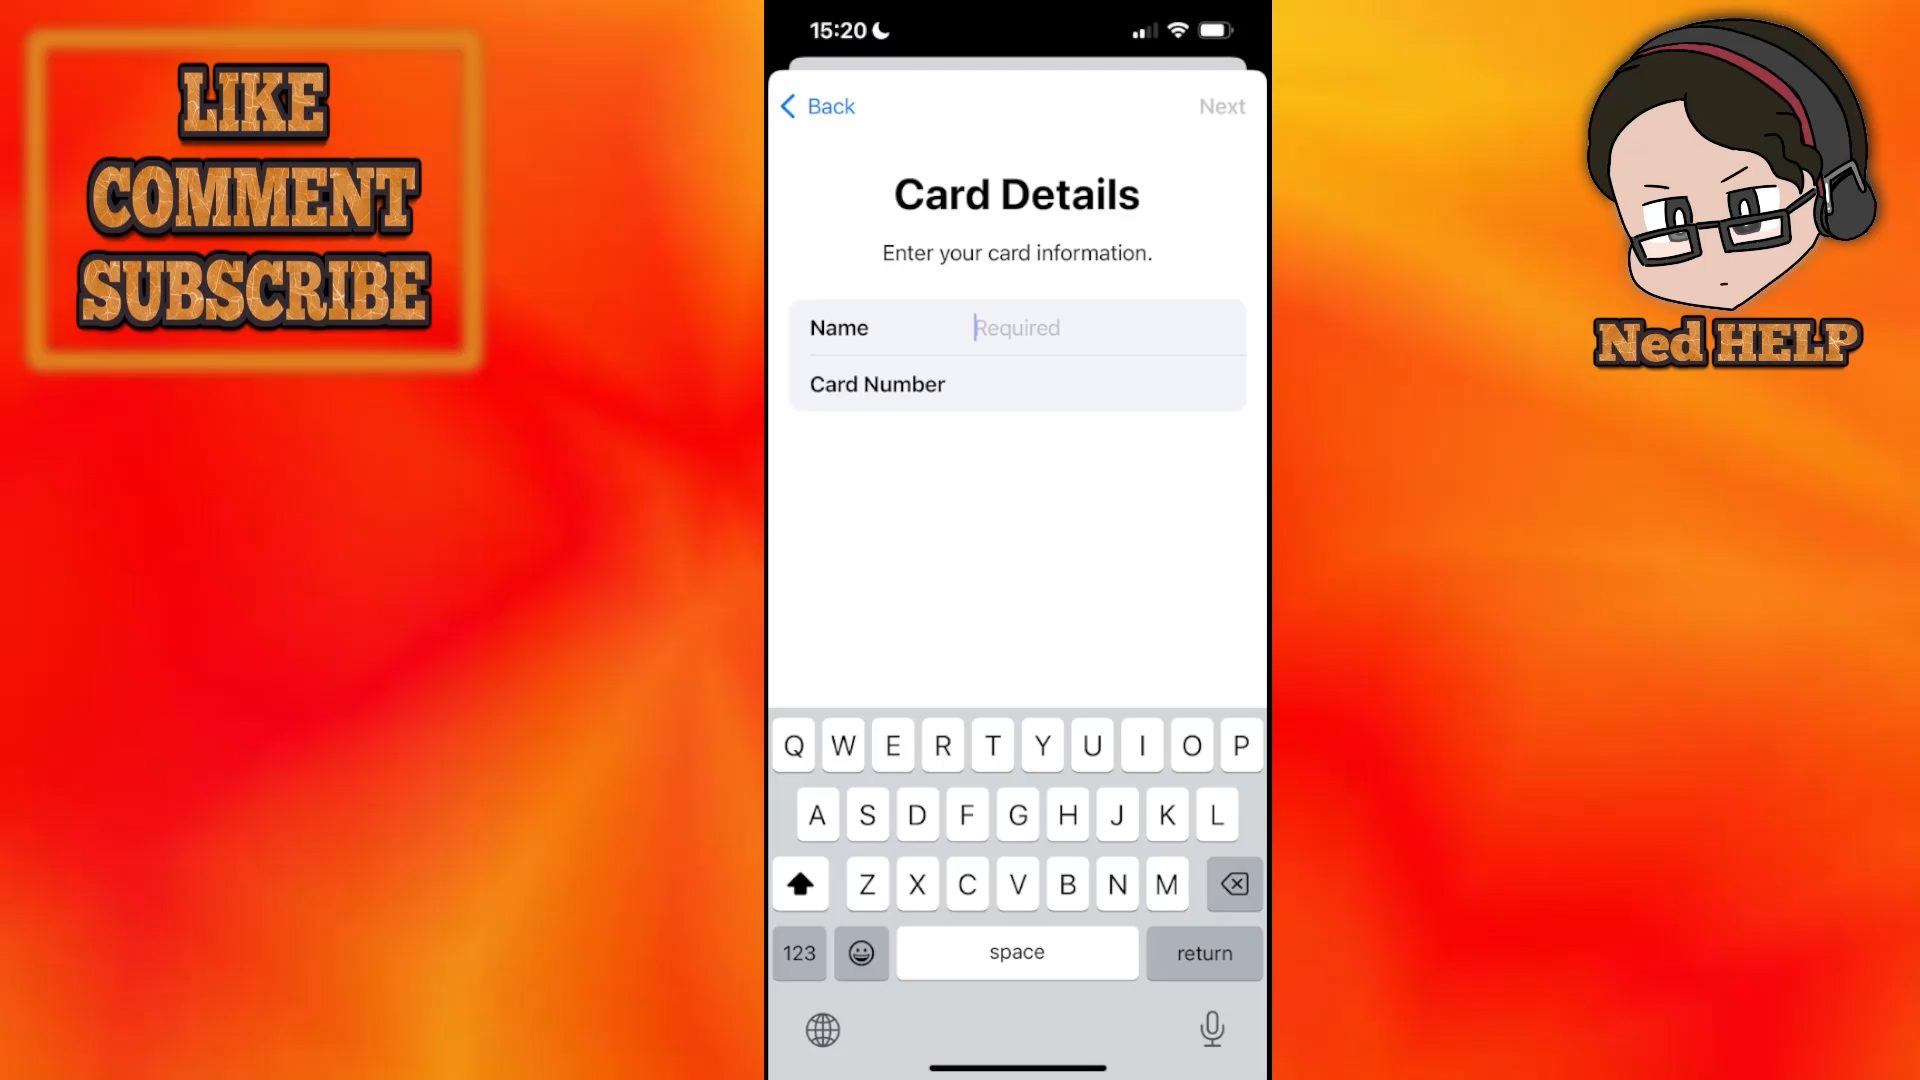 LIKE
COMMENT
SUBSCRIBE
15:20
Back
Next
Card Details
Enter your card information.
Name
Required
Card Number
Q W E R T Y U I O P
A S D F G H J K L
Z X C V B N M
123
space
return
Ned HELP